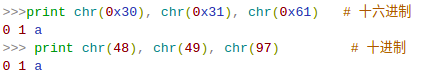 >>>print chr(0x30), chr(0x31), chr(0x61)   # 十六进制
0 1 a
>>> print chr(48), chr(49), chr(97)         # 十进制
0 1 a